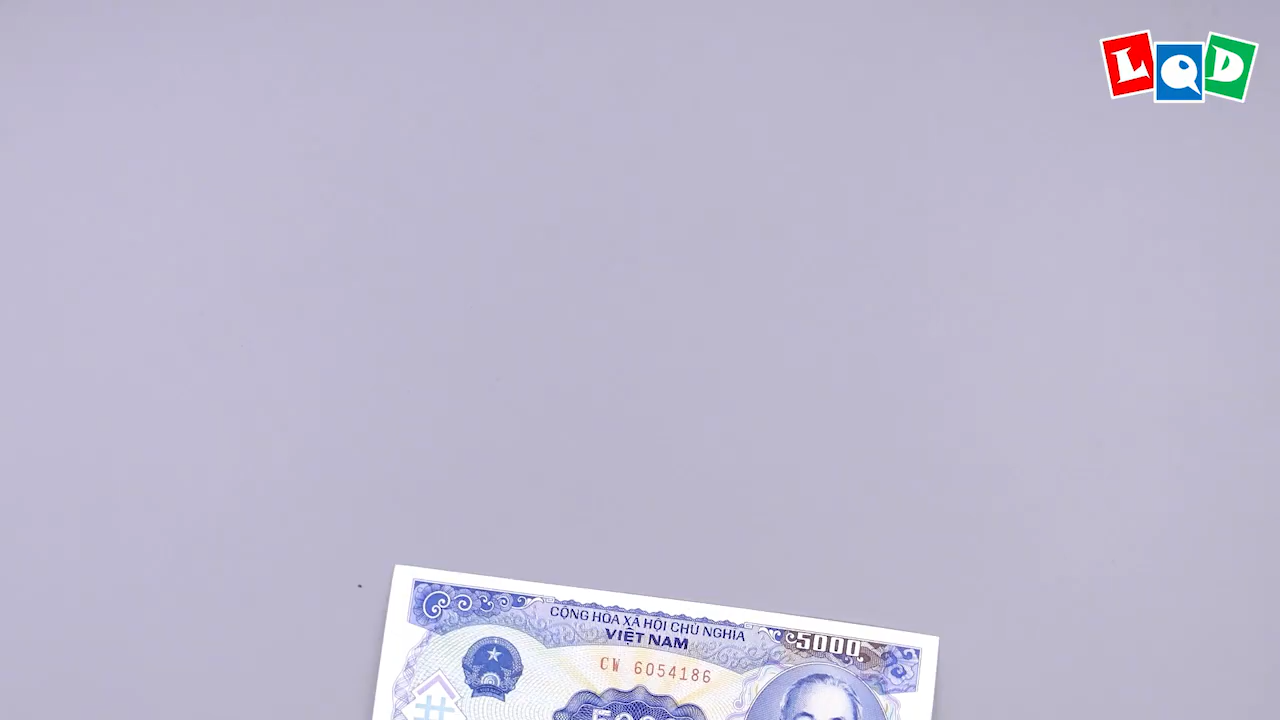 LQD
CỘNG HÒA XÃ HỘI CHỦ NGHĨA
VIỆT NAM
5000
CW 6054186